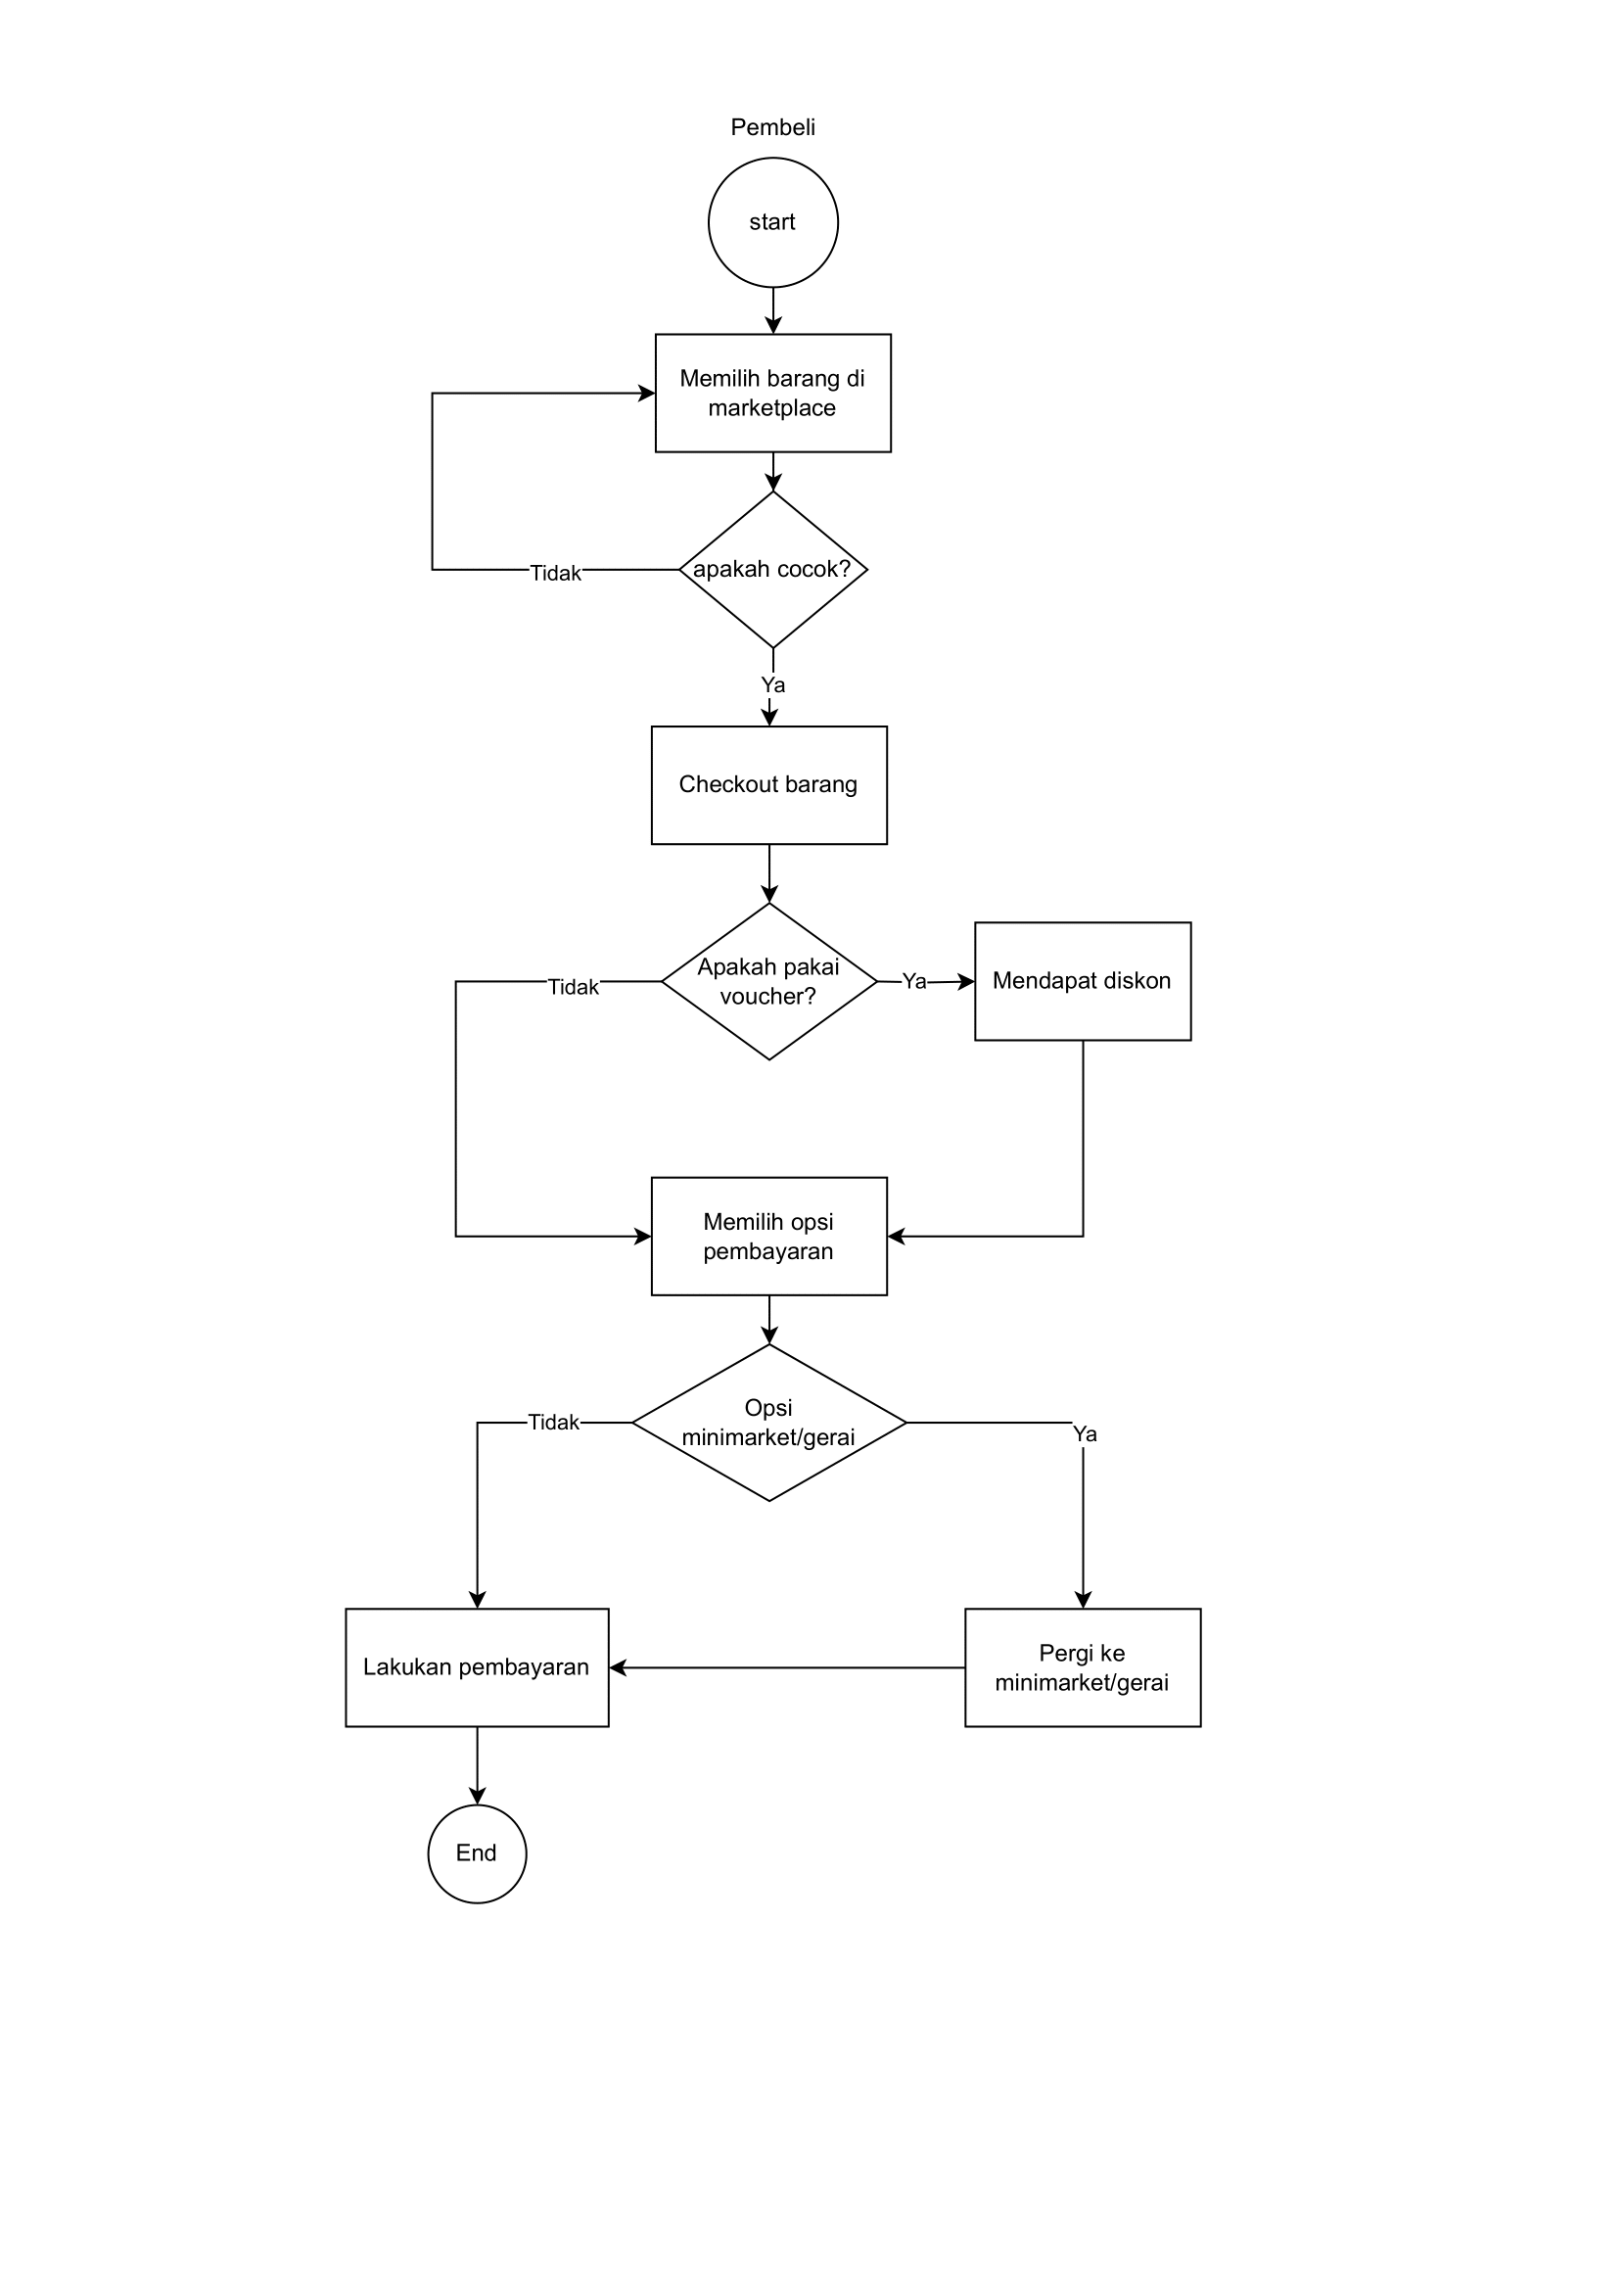 Pembeli
start
Memilih barang di
marketplace
apakah cocok?
Tidak
Ya
Checkout barang
Apakah pakai
voucher?
Tidak
Ya
Mendapat diskon
Memilih opsi
pembayaran
Opsi
minimarket/gerai
Tidak
Ya
Lakukan pembayaran
Pergi ke
minimarket/gerai
End